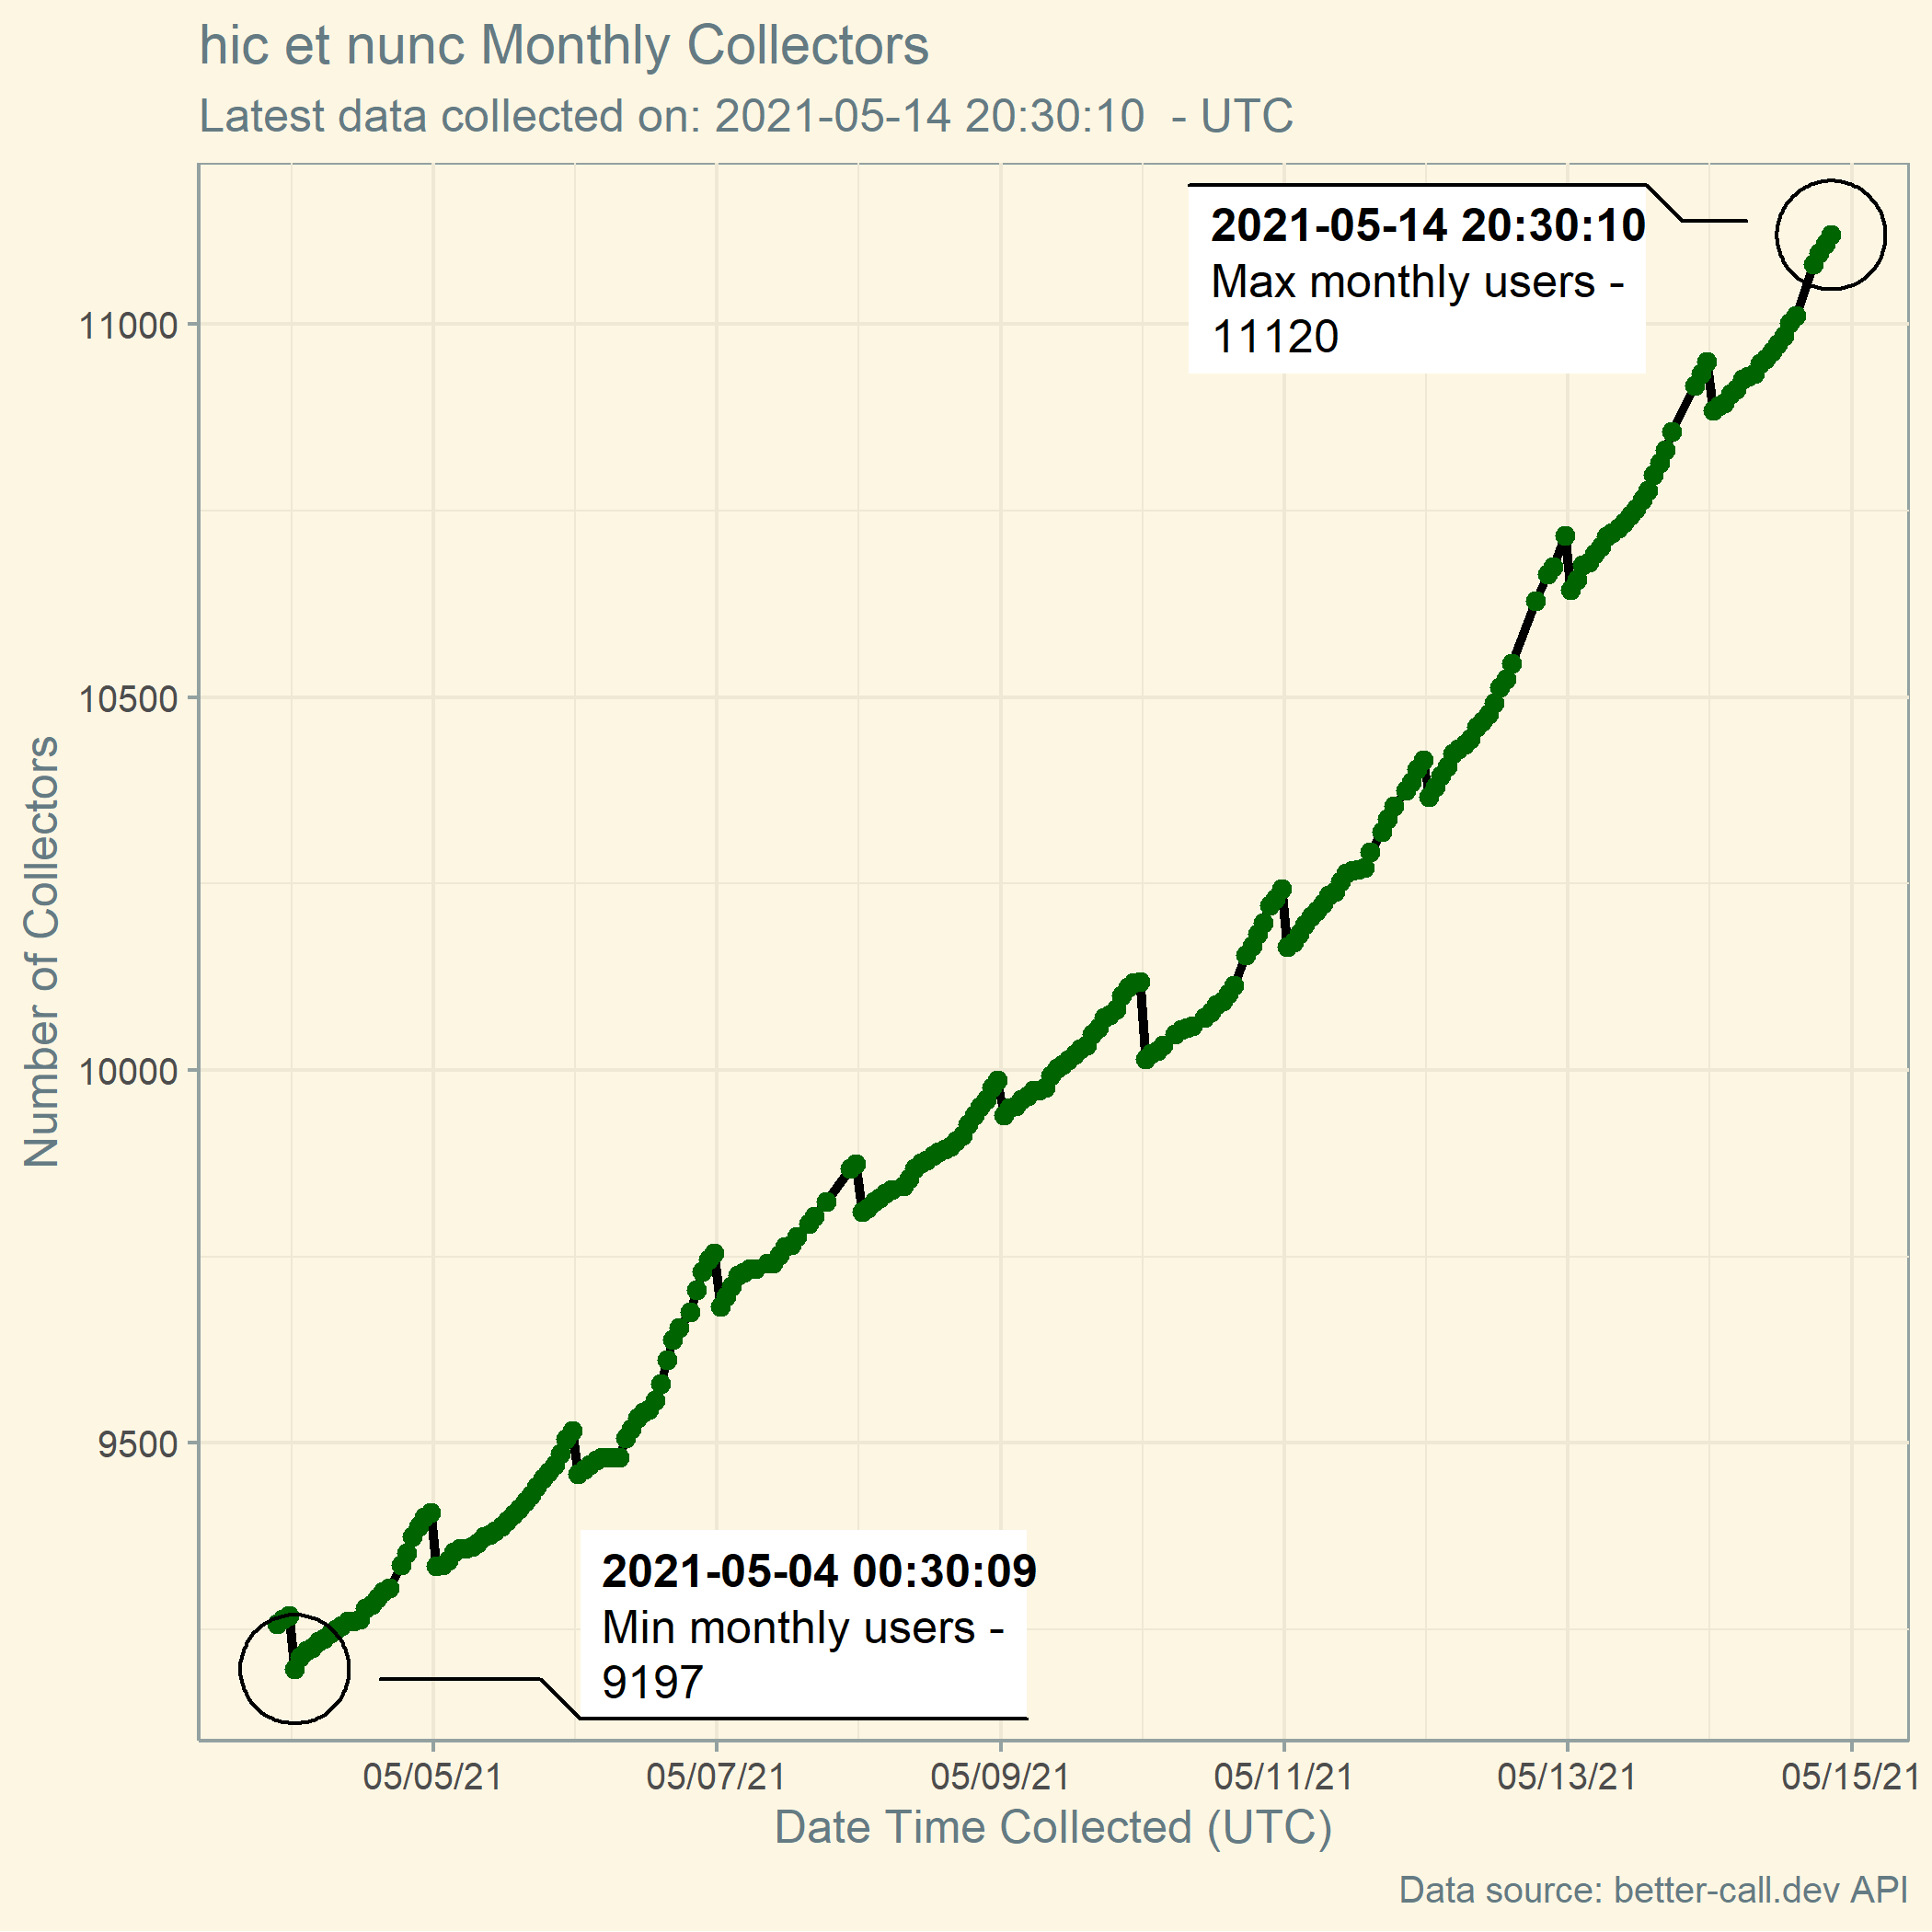 hic et nunc Monthly Collectors
Latest data collected on: 2021-05-14 20:30:10  - UTC
2021-05-14 20:30:10
Max monthly users -
11120
11000
10500
10000
9500
Number of Collectors
2021-05-04 00:30:09
Min monthly users -
9197
05/05/21 05/07/21 05/09/21 05/11/21 05/13/21 05/15/21
Date Time Collected (UTC)
Data source: better-call.dev API